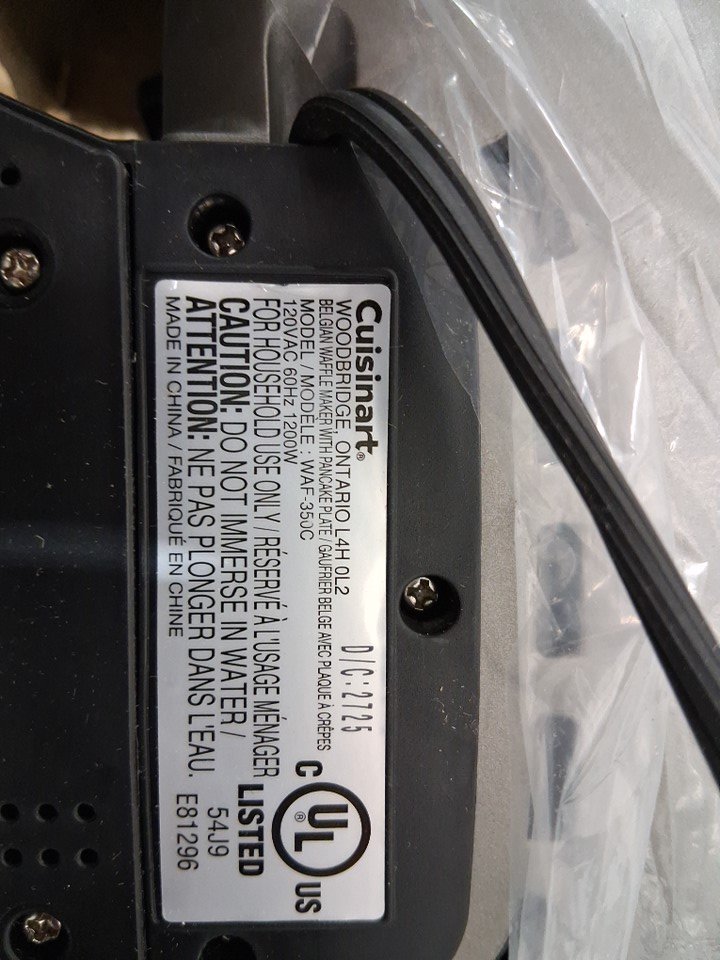 Cuisinart®
WOODBRIDGE, ONTARIO L4H 0L2
D/C:2725
BELGIAN WAFFLE MAKER WITH PANCAKE PLATE / GAUFRIER BELGE AVEC PLAQUE À CRÊPES
MODEL / MODÈLE : WAF-350C
120VAC 60Hz 1200W
FOR HOUSEHOLD USE ONLY / RÉSERVÉ À L'USAGE MÉNAGER
CAUTION: DO NOT IMMERSE IN WATER /
ATTENTION: NE PAS PLONGER DANS L'EAU.
MADE IN CHINA / FABRIQUÉ EN CHINE
C UL® US
LISTED
54J9
E81296